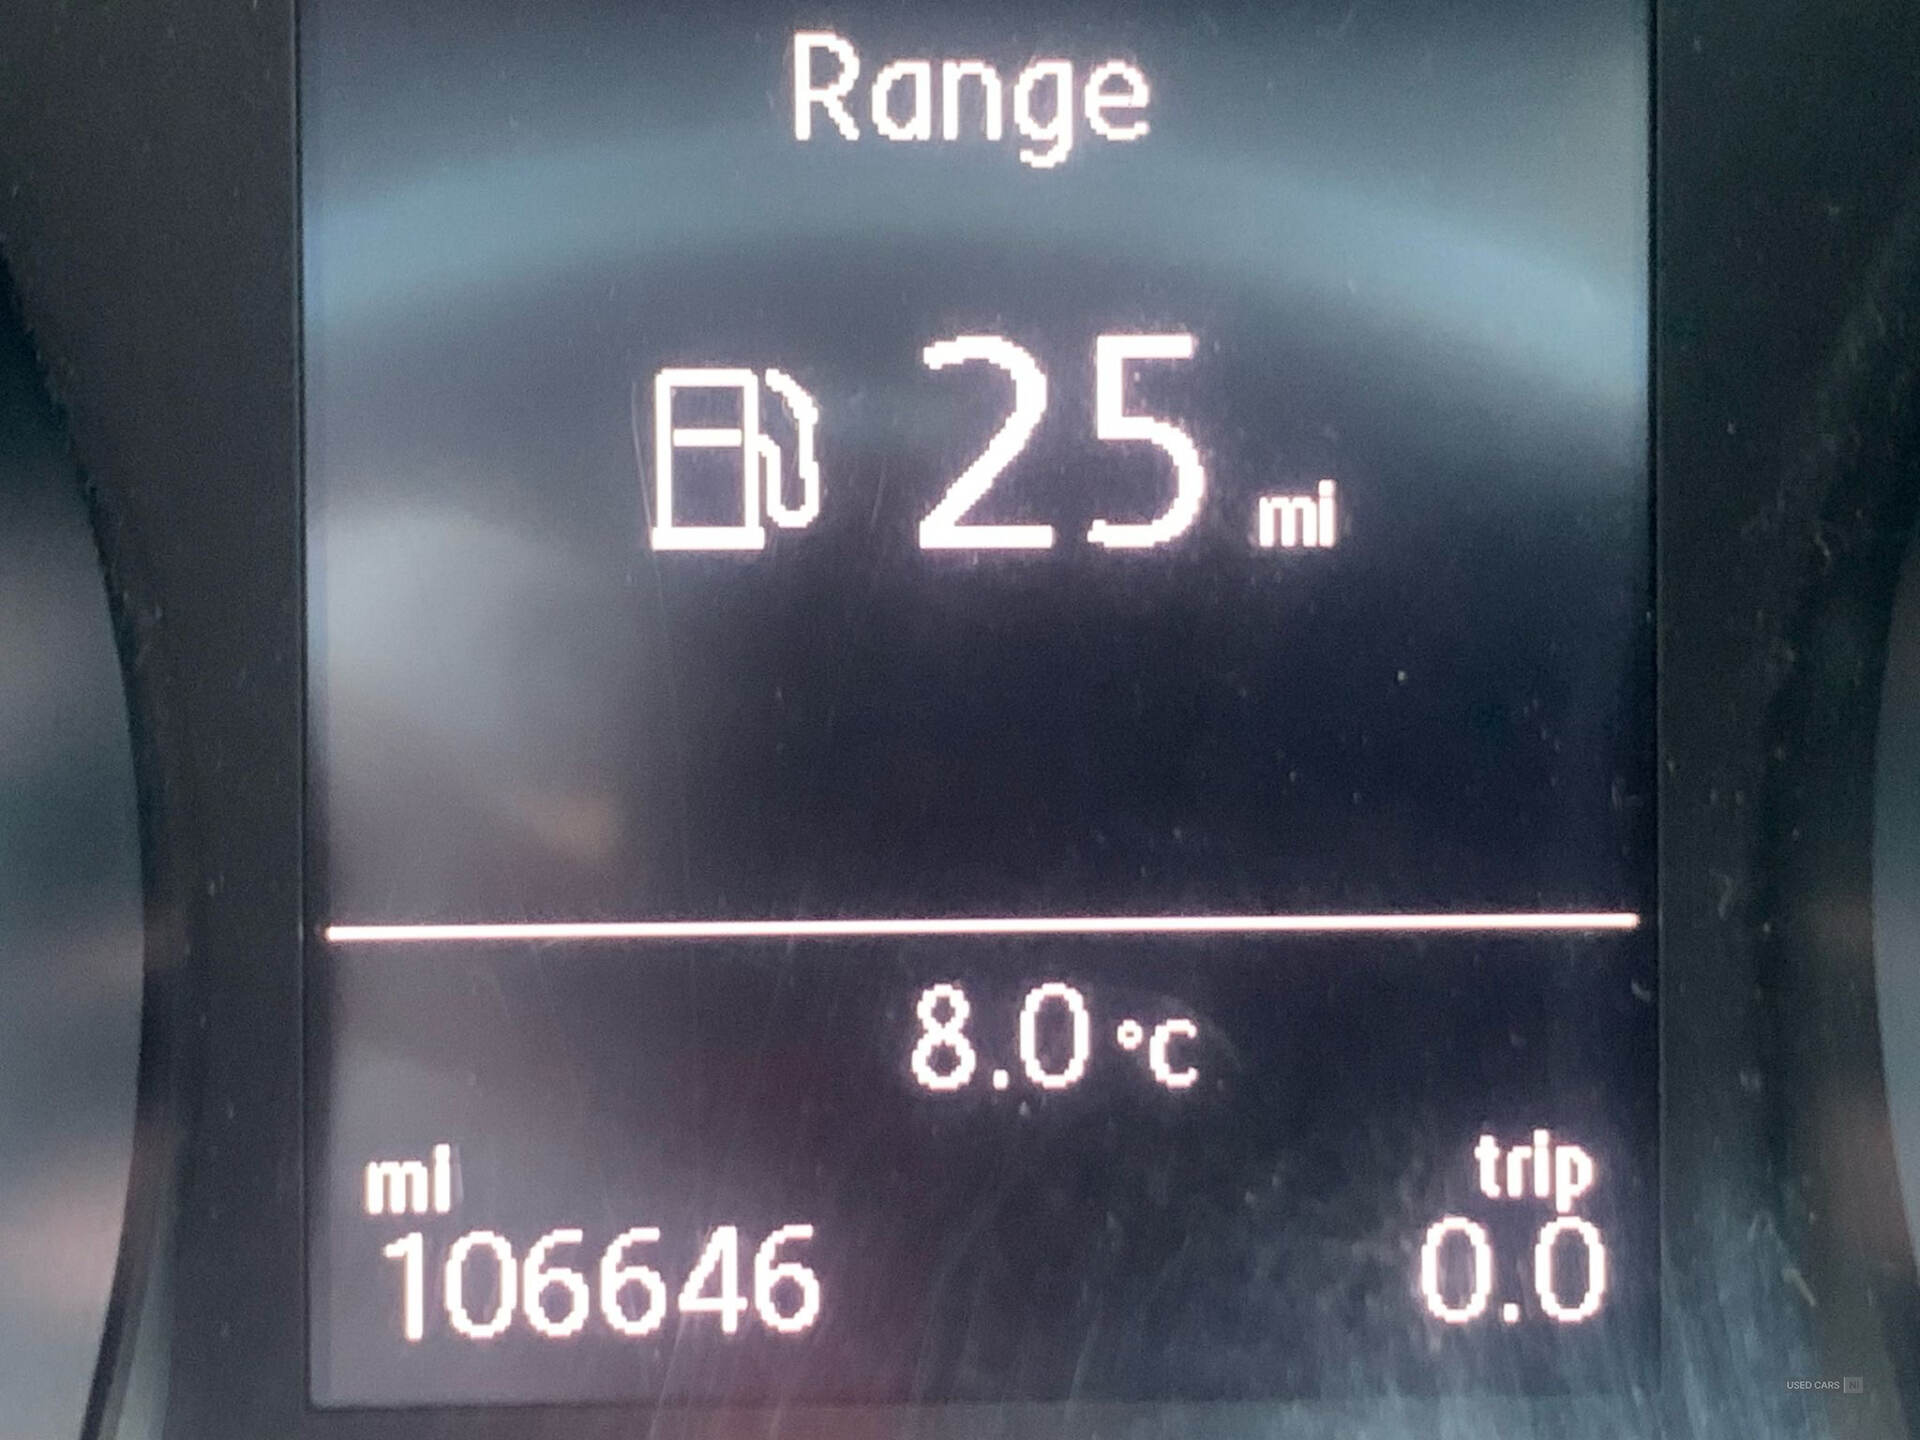 Range
25 mi
8.0 °C
mi trip
106646 0.0
USED CARS NI